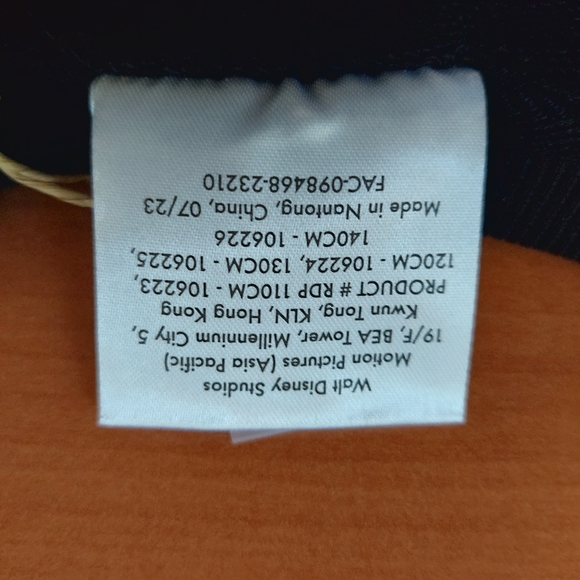 Walt Disney Studios
Motion Pictures (Asia Pacific)
19/F, BEA Tower, Millennium City 5,
Kwun Tong, KLN, Hong Kong
PRODUCT # RDP 110CM - 106223,
120CM - 106224, 130CM - 106225,
140CM - 106226
Made in Nantong, China, 07/23
FAC-098468-23210